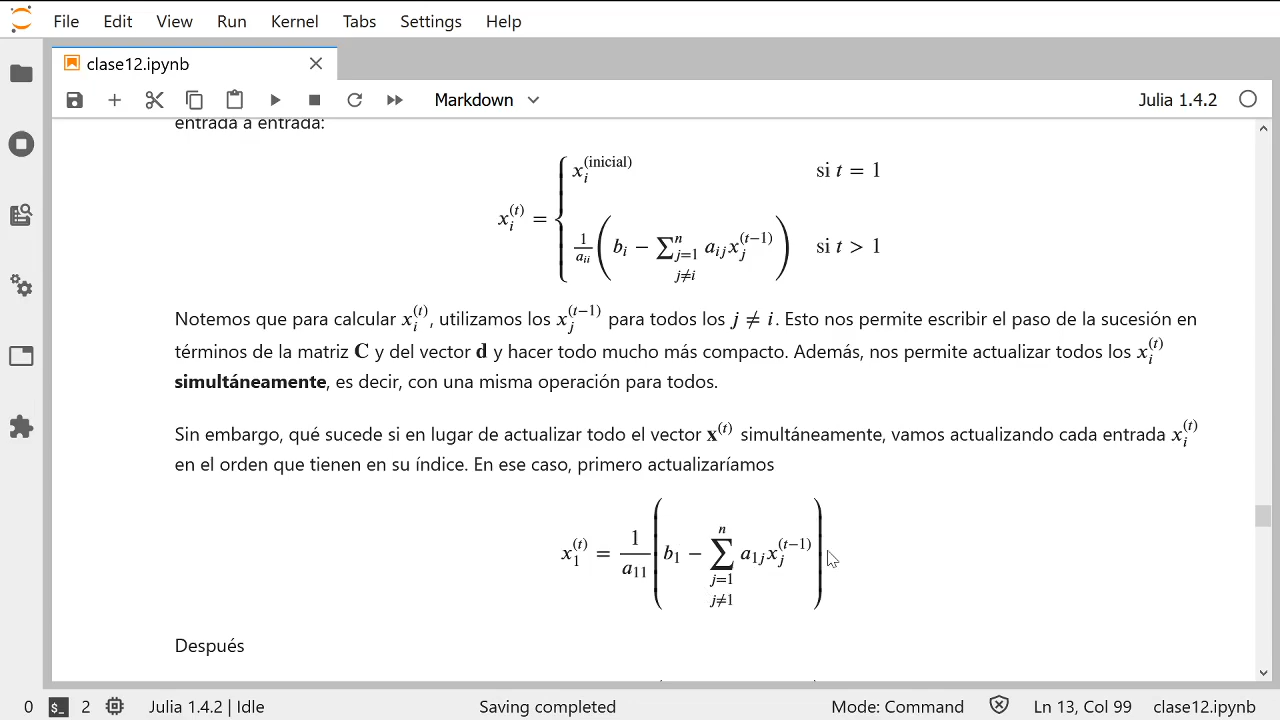 File Edit View Run Kernel Tabs Settings Help
clase12.ipynb
Markdown Julia 1.4.2
entrada a entrada:
x_i^{(t)} = { x_i^{(inicial)} si t = 1
\frac{1}{a_{ii}} ( b_i − ∑_{j=1, j≠i}^{n} a_{ij} x_j^{(t−1)} ) si t > 1
Notemos que para calcular x_i^{(t)}, utilizamos los x_j^{(t−1)} para todos los j ≠ i. Esto nos permite escribir el paso de la sucesión en
términos de la matriz C y del vector d y hacer todo mucho más compacto. Además, nos permite actualizar todos los x_i^{(t)}
simultáneamente, es decir, con una misma operación para todos.
Sin embargo, qué sucede si en lugar de actualizar todo el vector x^{(t)} simultáneamente, vamos actualizando cada entrada x_i^{(t)}
en el orden que tienen en su índice. En ese caso, primero actualizaríamos
x_1^{(t)} = \frac{1}{a_{11}} ( b_1 − ∑_{j=1, j≠1}^{n} a_{1j} x_j^{(t−1)} )
Después
0 $_ 2 Julia 1.4.2 | Idle Saving completed Mode: Command Ln 13, Col 99 clase12.ipynb